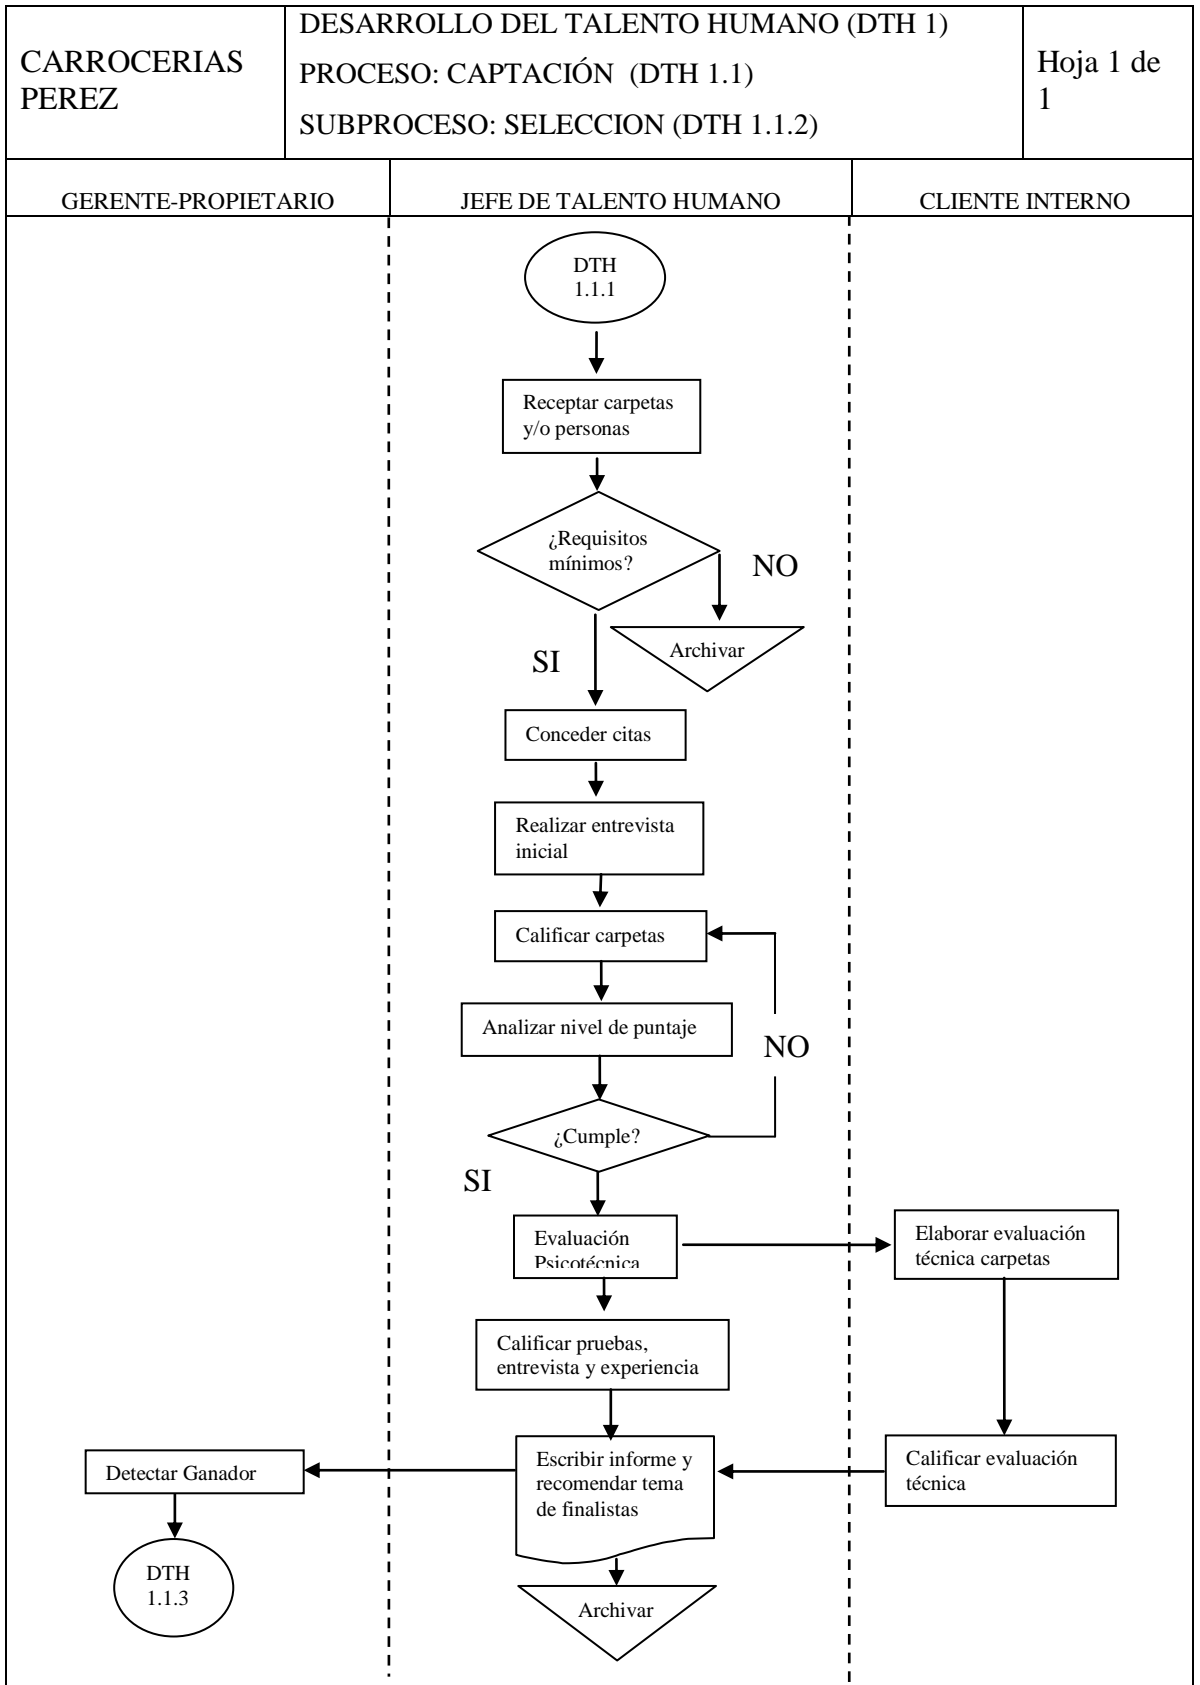 CARROCERIAS
PEREZ
DESARROLLO DEL TALENTO HUMANO (DTH 1)
PROCESO: CAPTACIÓN (DTH 1.1)
SUBPROCESO: SELECCION (DTH 1.1.2)
Hoja 1 de
1
GERENTE-PROPIETARIO
JEFE DE TALENTO HUMANO
CLIENTE INTERNO
DTH
1.1.1
Receptar carpetas
y/o personas
¿Requisitos
mínimos?
NO
Archivar
SI
Conceder citas
Realizar entrevista
inicial
Calificar carpetas
Analizar nivel de puntaje
NO
¿Cumple?
SI
Evaluación
Psicotécnica
Elaborar evaluación
técnica carpetas
Calificar pruebas,
entrevista y experiencia
Detectar Ganador
Escribir informe y
recomendar tema
de finalistas
Calificar evaluación
técnica
DTH
1.1.3
Archivar